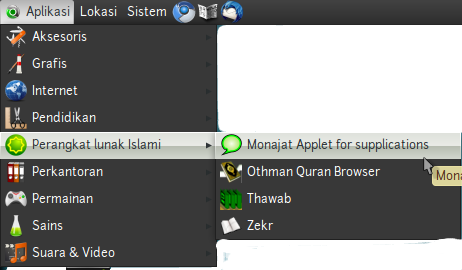 Aplikasi Lokasi Sistem
Aksesoris
Grafis
Internet
Pendidikan
Perangkat lunak Islami
Monajat Applet for supplications
Perkantoran
Othman Quran Browser
Mona
Permainan
Thawab
Sains
Zekr
Suara & Video